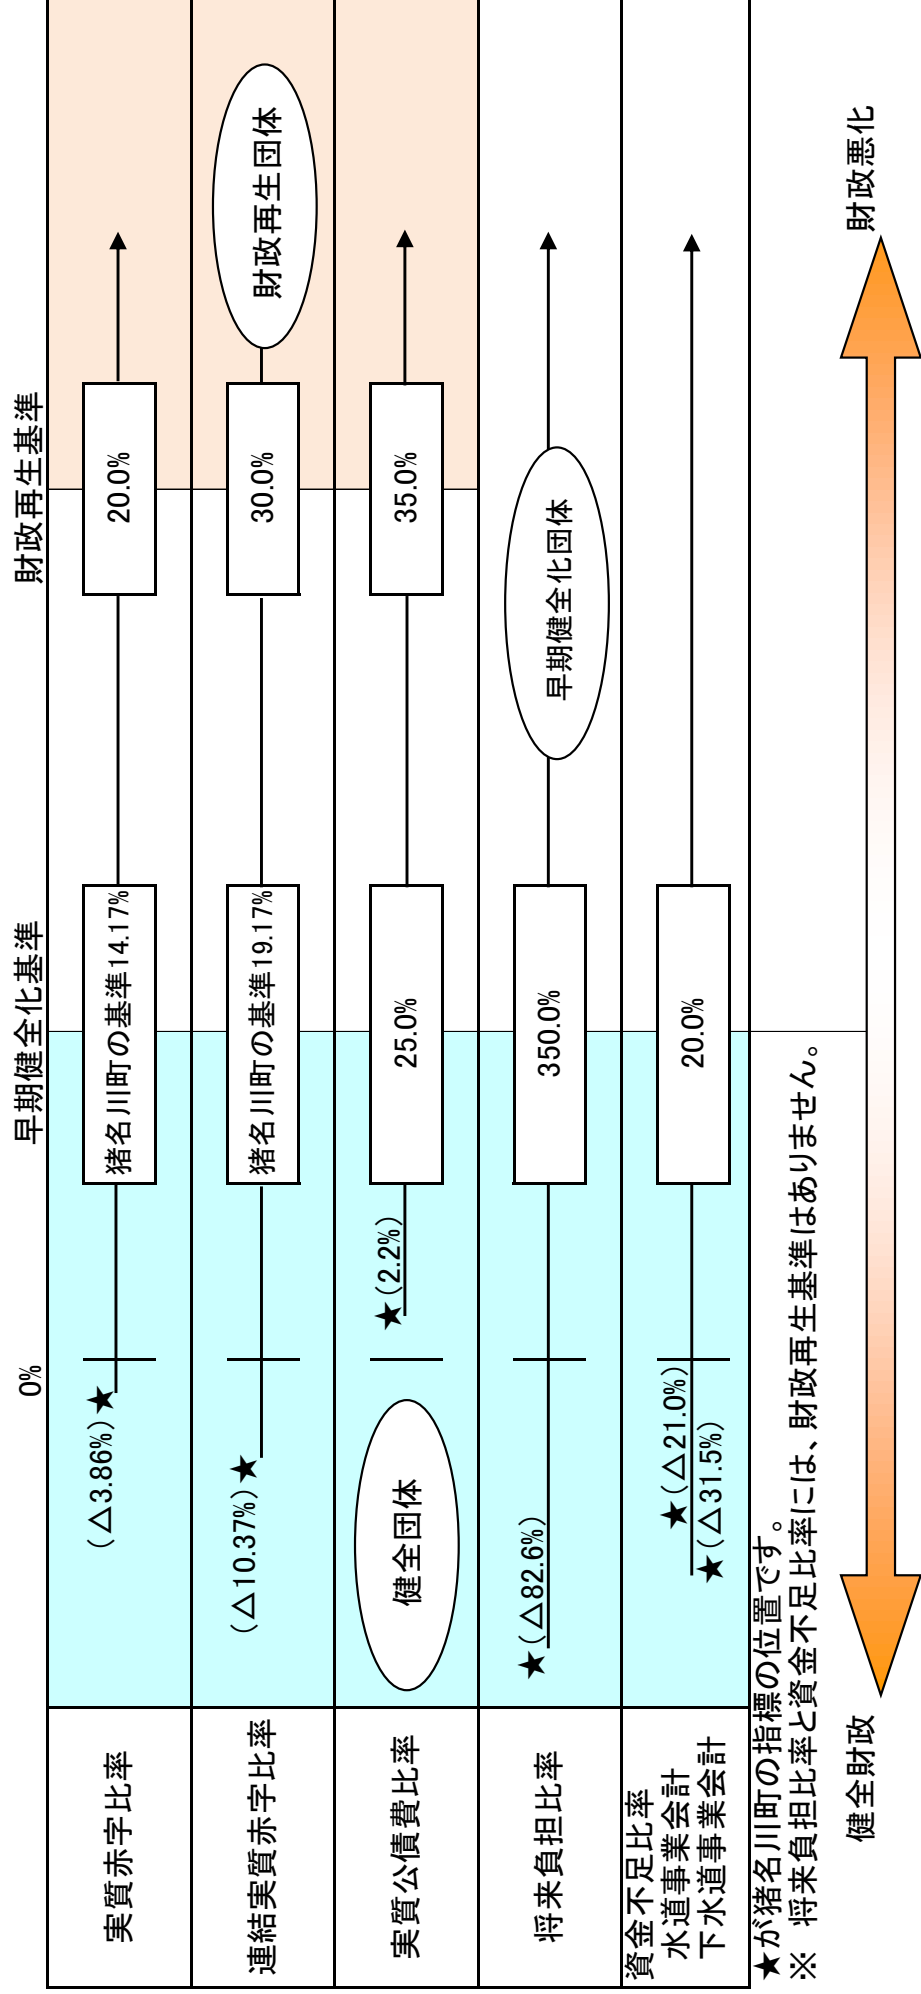 0%
早期健全化基準
財政再生基準
実質赤字比率
(△3.86%)★
猪名川町の基準14.17%
20.0%
連結実質赤字比率
(△10.37%)★
猪名川町の基準19.17%
30.0%
財政再生団体
実質公債費比率
健全団体
★(2.2%)
25.0%
35.0%
将来負担比率
★(△82.6%)
350.0%
早期健全化団体
資金不足比率
水道事業会計
下水道事業会計
★(△21.0%)
★(△31.5%)
20.0%
★が猪名川町の指標の位置です。
※ 将来負担比率と資金不足比率には、財政再生基準はありません。
健全財政
財政悪化